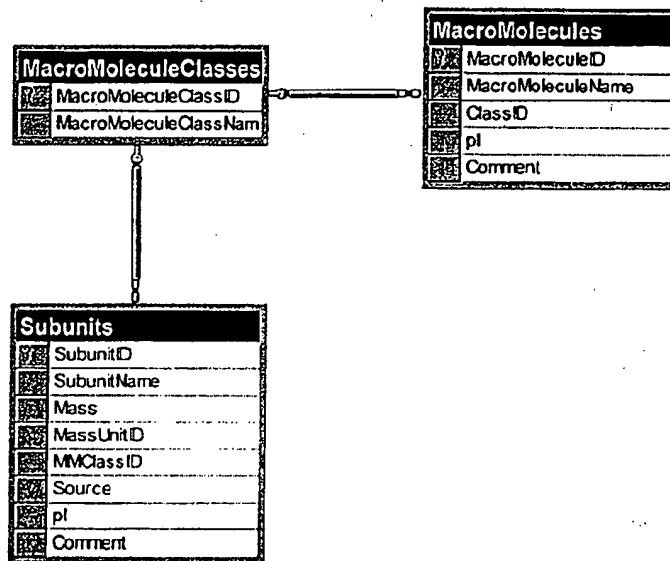 MacroMoleculeClasses
MacroMoleculeClassID
MacroMoleculeClassNam
MacroMolecules
MacroMoleculeID
MacroMoleculeName
ClassID
pI
Comment
Subunits
SubunitID
SubunitName
Mass
MassUnitID
MMClassID
Source
pI
Comment